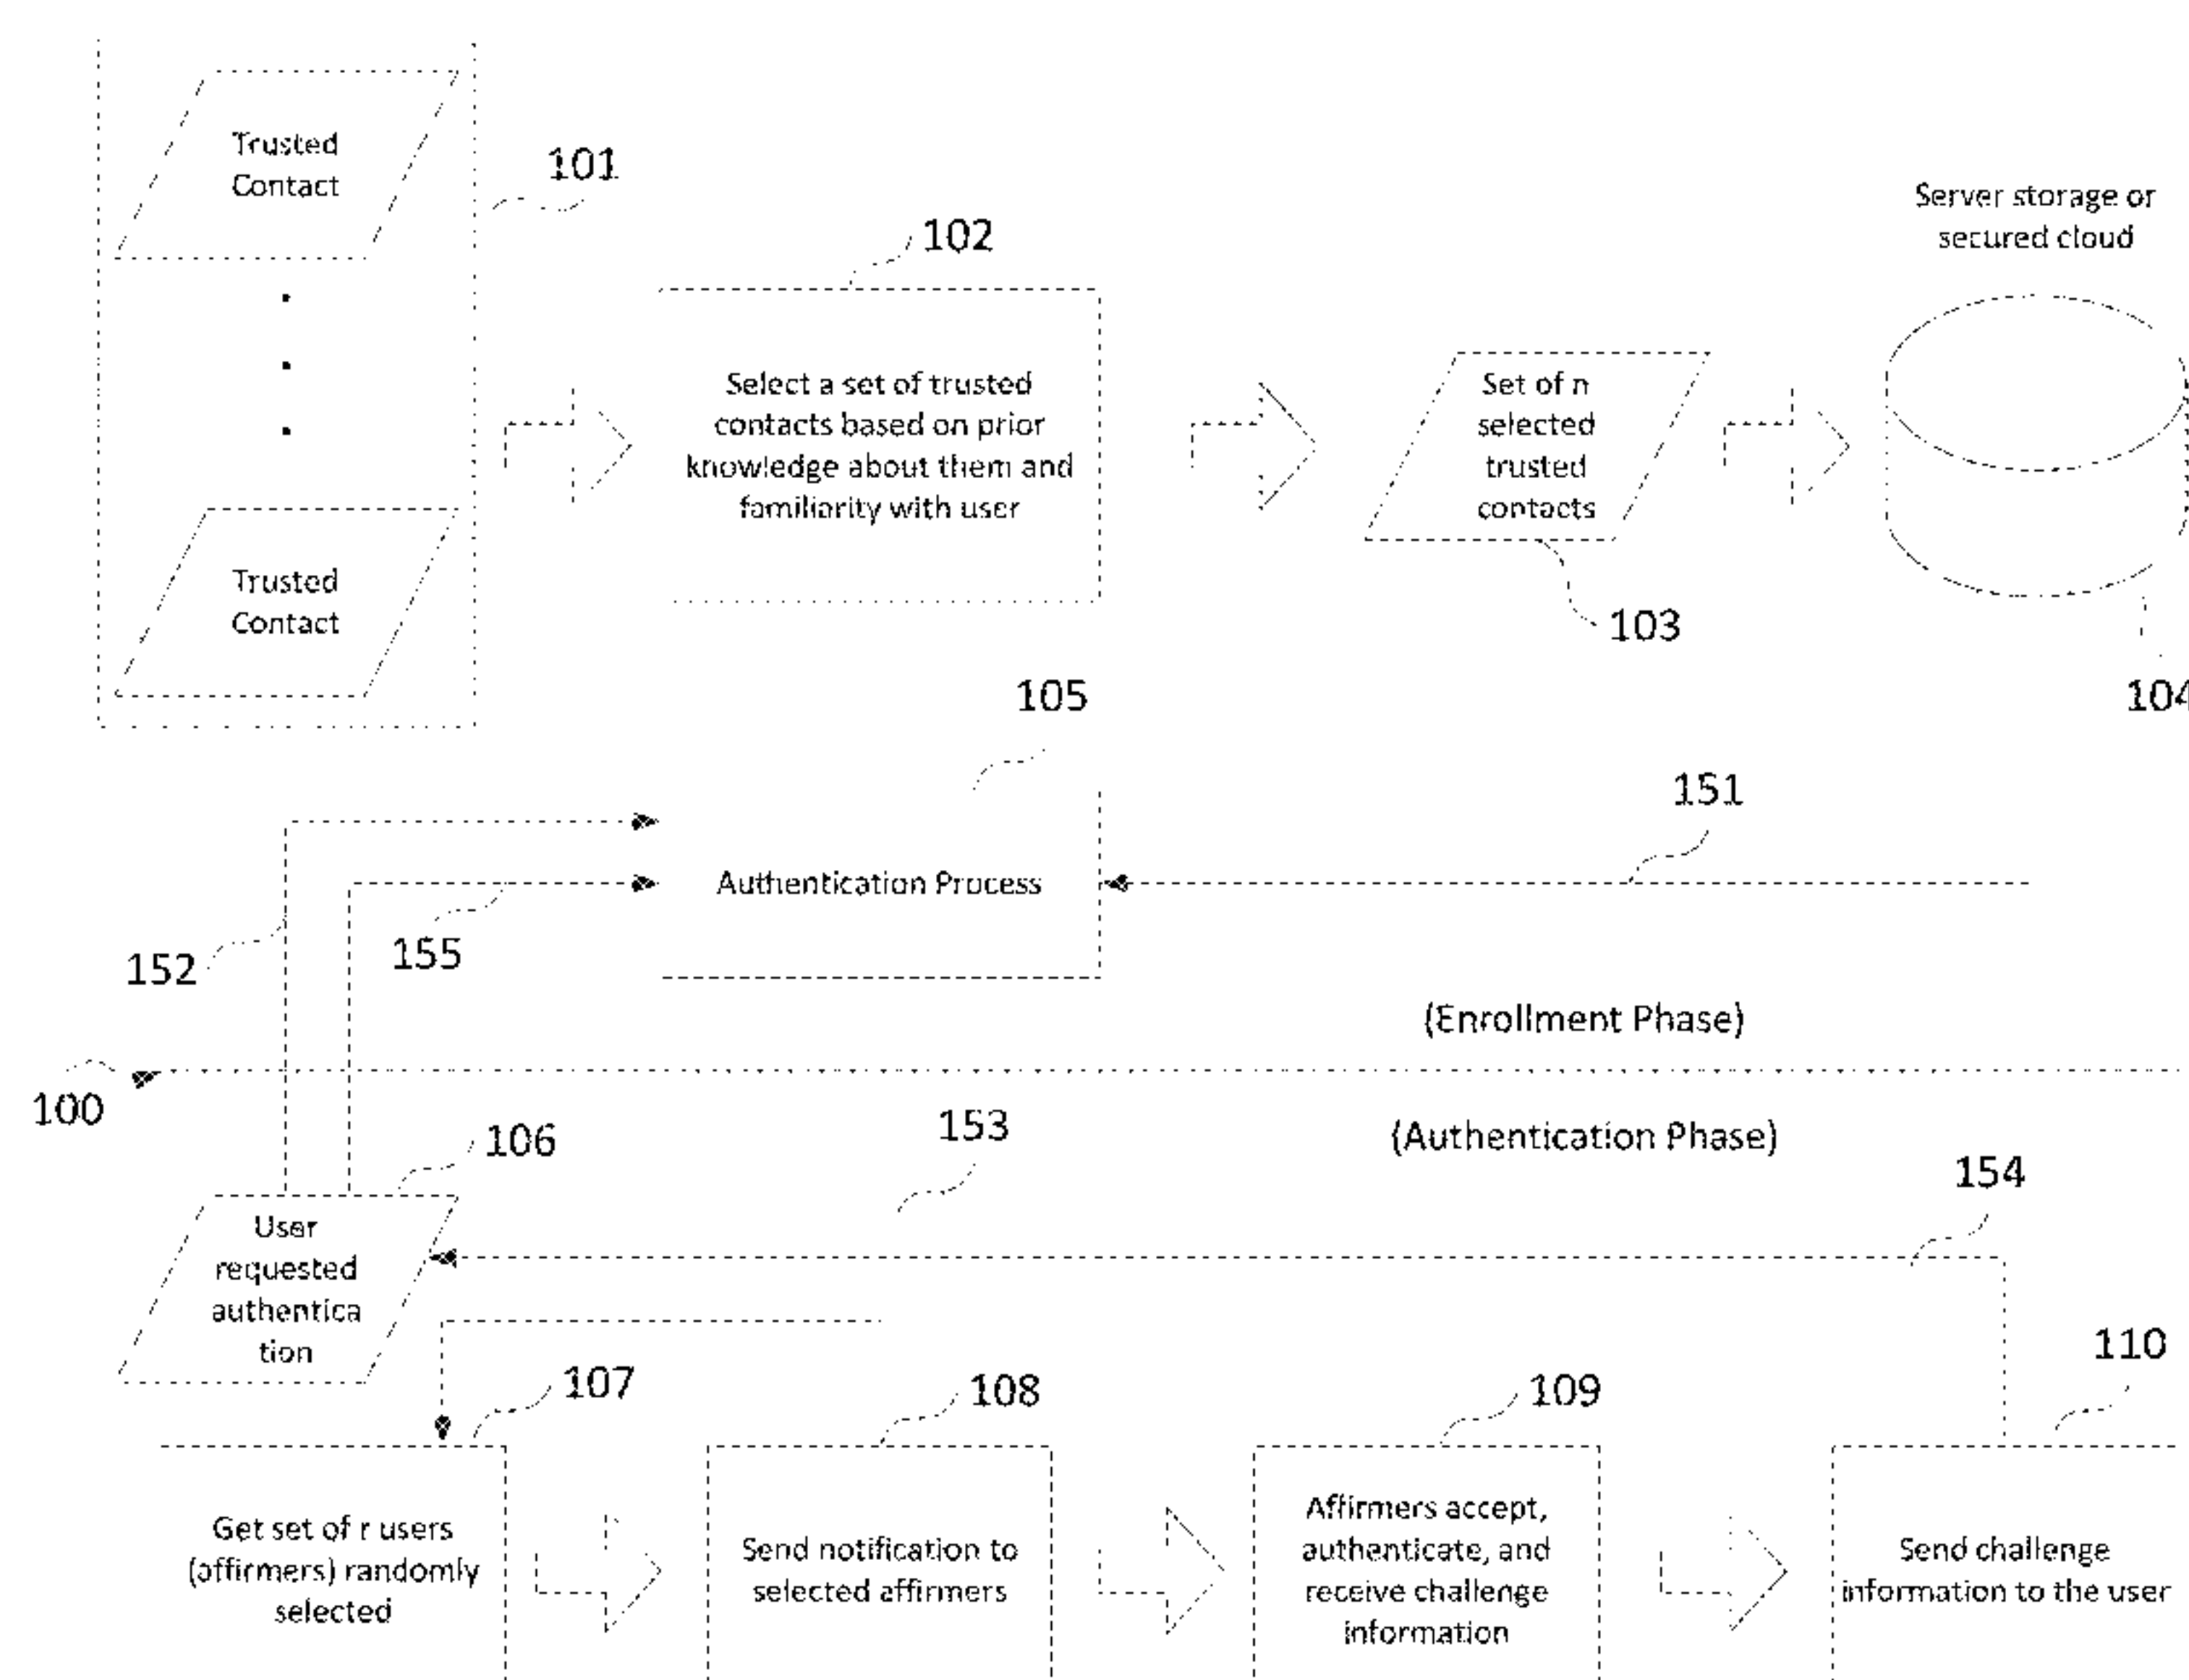 Trusted
Contact
101
102
Server storage or
secured cloud
Select a set of trusted
contacts based on prior
knowledge about them and
familiarity with user
Set of n
selected
trusted
contacts
Trusted
Contact
103
105
104
151
Authentication Process
152
155
(Enrollment Phase)
100
106
153
(Authentication Phase)
154
User
requested
authentica
tion
107
108
109
110
Get set of r users
(affirmers) randomly
selected
Send notification to
selected affirmers
Affirmers accept,
authenticate, and
receive challenge
information
Send challenge
information to the user